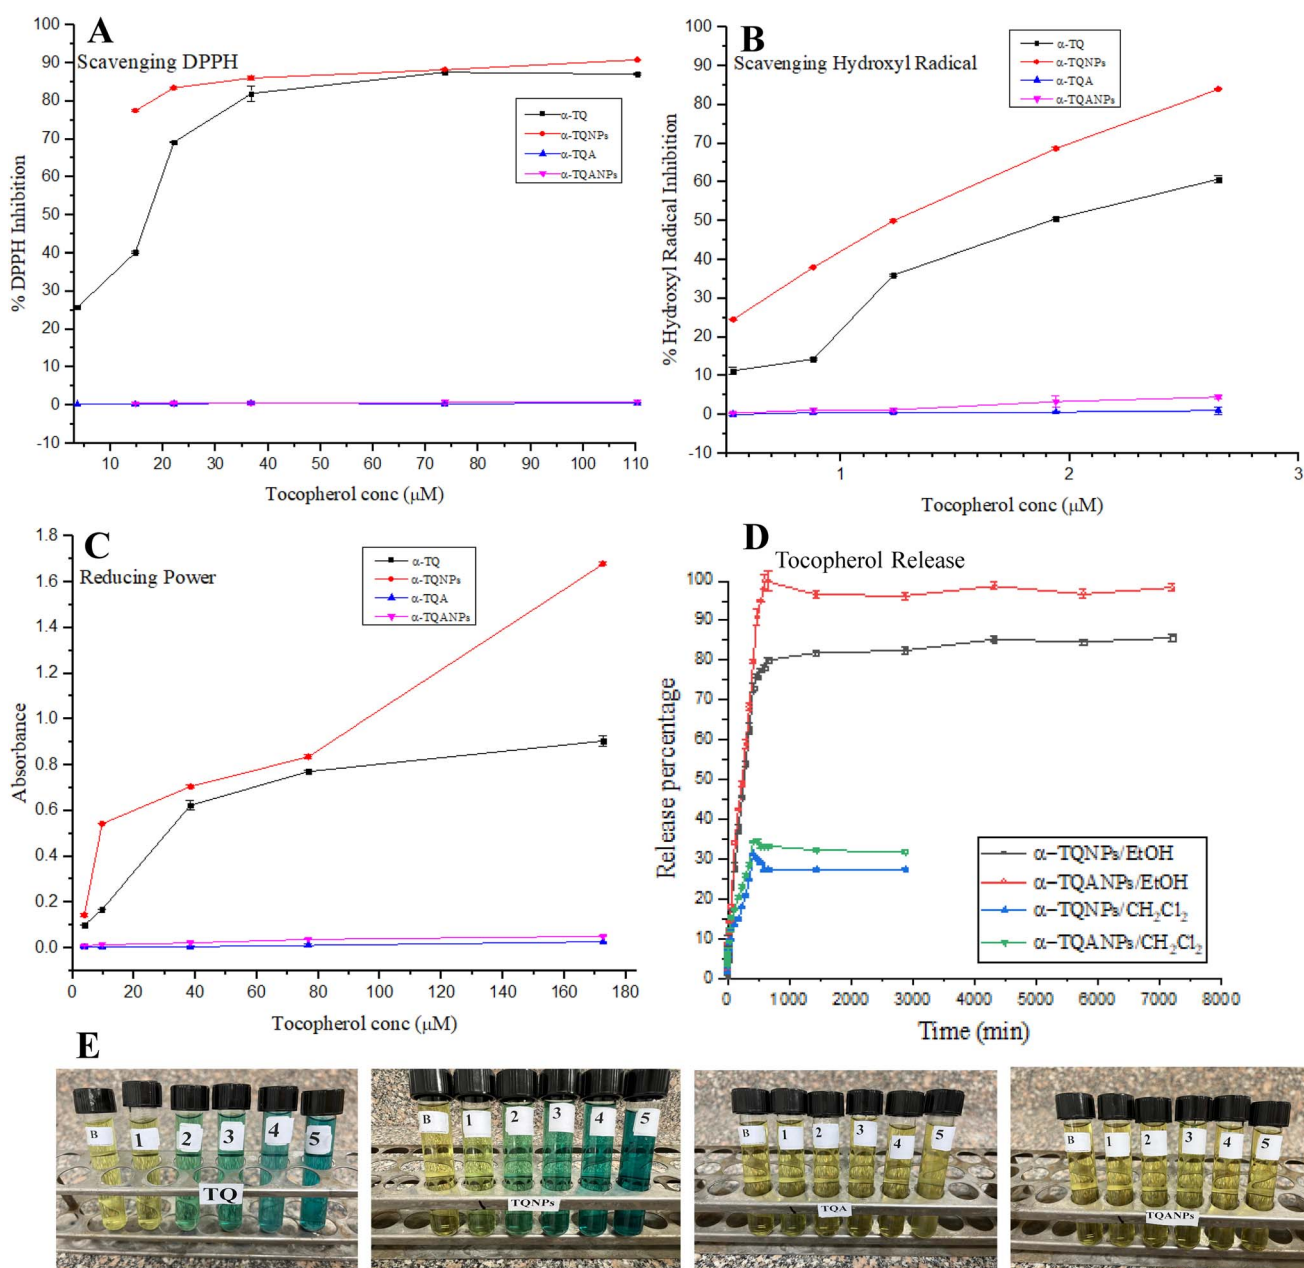 A
Scavenging DPPH
α-TQ
α-TQNPs
α-TQA
α-TQANPs
% DPPH Inhibition
100
90
80
70
60
50
40
30
20
10
0
-10
10 20 30 40 50 60 70 80 90 100 110
Tocopherol conc (μM)
B
Scavenging Hydroxyl Radical
α-TQ
α-TQNPs
α-TQA
α-TQANPs
% Hydroxyl Radical Inhibition
100
90
80
70
60
50
40
30
20
10
0
-10
1 2 3
Tocopherol conc (μM)
C
Reducing Power
α-TQ
α-TQNPs
α-TQA
α-TQANPs
Absorbance
1.8
1.6
1.4
1.2
1.0
0.8
0.6
0.4
0.2
0.0
0 20 40 60 80 100 120 140 160 180
Tocopherol conc (μM)
D
Tocopherol Release
Release percentage
100
90
80
70
60
50
40
30
20
10
0
α-TQNPs/EtOH
α-TQANPs/EtOH
α-TQNPs/CH₂Cl₂
α-TQANPs/CH₂Cl₂
0 1000 2000 3000 4000 5000 6000 7000 8000
Time (min)
E
B 1 2 3 4 5
TQ
B 1 2 3 4 5
TQNPs
B 1 2 3 4 5
TQA
B 1 2 3 4 5
TQANPs